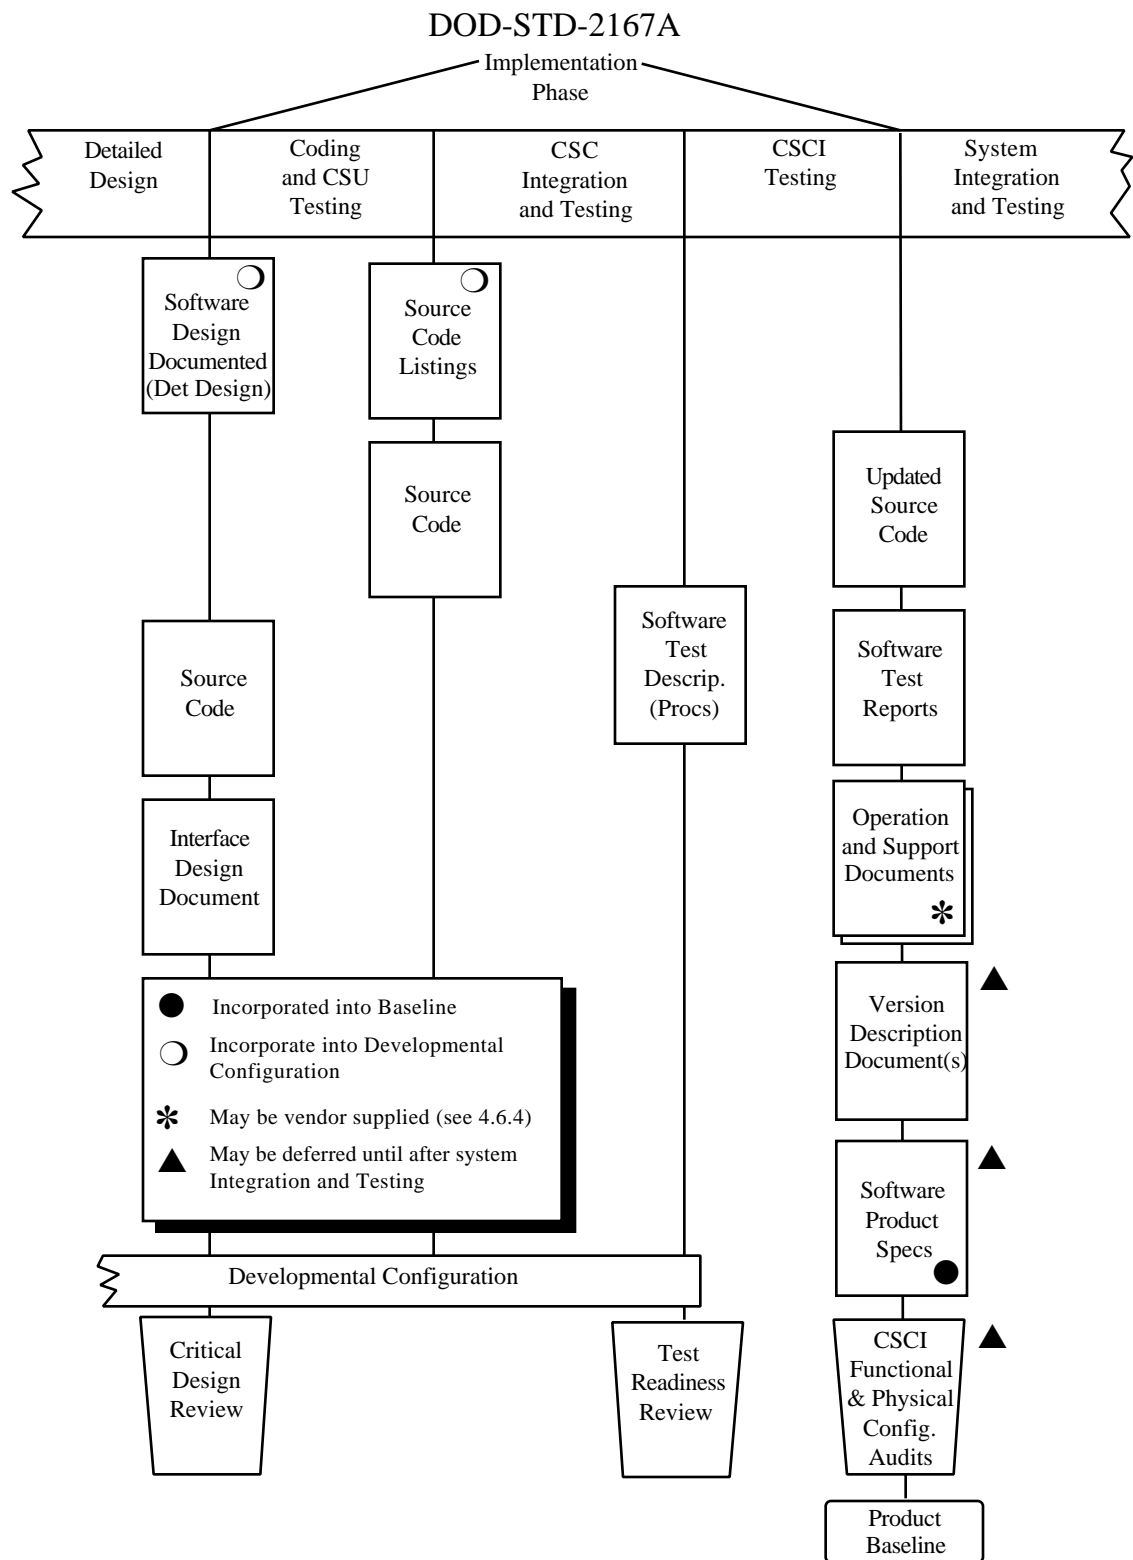 DOD-STD-2167A
Implementation
Phase
Detailed
Design
Coding
and CSU
Testing
CSC
Integration
and Testing
CSCI
Testing
System
Integration
and Testing
Software
Design
Documented
(Det Design)
Source
Code
Listings
Source
Code
Updated
Source
Code
Source
Code
Software
Test
Descrip.
(Procs)
Software
Test
Reports
Interface
Design
Document
Operation
and Support
Documents
*
Incorporated into Baseline
Incorporate into Developmental
Configuration
* May be vendor supplied (see 4.6.4)
May be deferred until after system
Integration and Testing
Version
Description
Document(s)
Software
Product
Specs
Developmental Configuration
Critical
Design
Review
Test
Readiness
Review
CSCI
Functional
& Physical
Config.
Audits
Product
Baseline